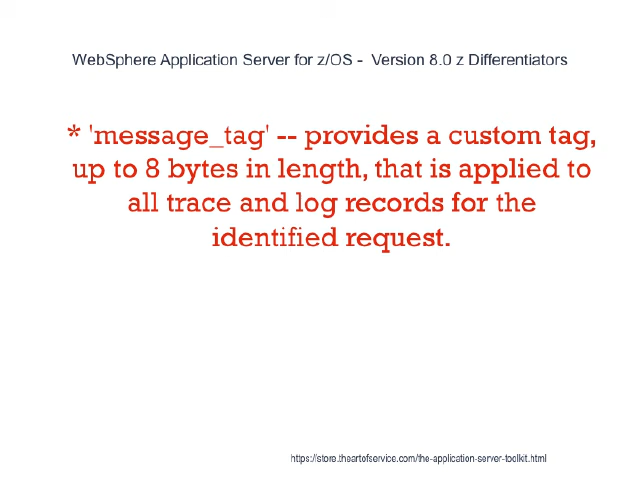 WebSphere Application Server for z/OS -  Version 8.0 z Differentiators
* 'message_tag' -- provides a custom tag,
up to 8 bytes in length, that is applied to
all trace and log records for the
identified request.
https://store.theartofservice.com/the-application-server-toolkit.html